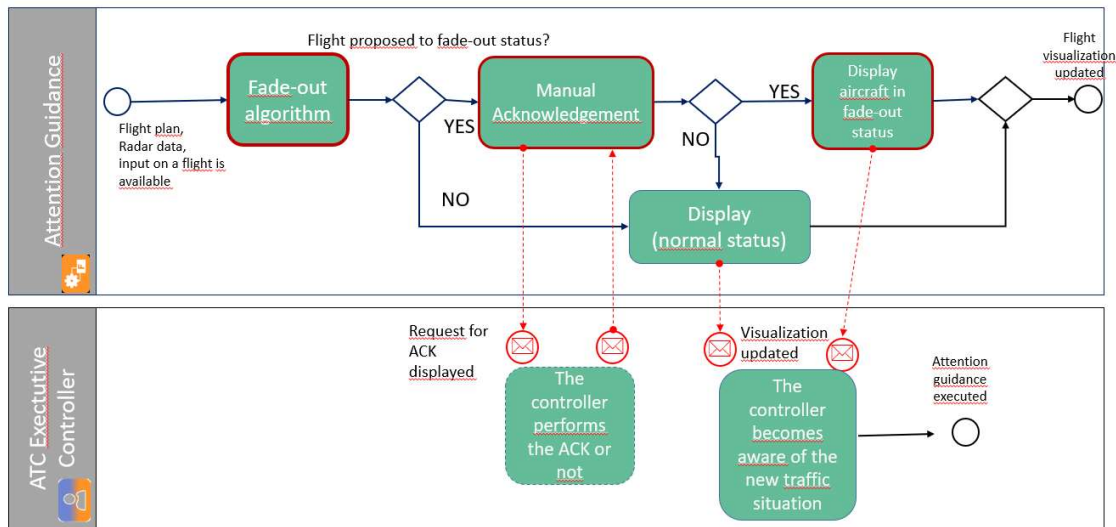 Attention Guidance
Flight proposed to fade-out status?
Flight plan,
Radar data,
input on a flight is
available
Fade-out
algorithm
YES
NO
Manual
Acknowledgement
NO
YES
Display
aircraft in
fade-out
status
Display
(normal status)
Flight
visualization
updated
ATC Exectutive
Controller
Request for
ACK
displayed
The
controller
performs
the ACK or
not
Visualization
updated
The
controller
becomes
aware of the
new traffic
situation
Attention
guidance
executed